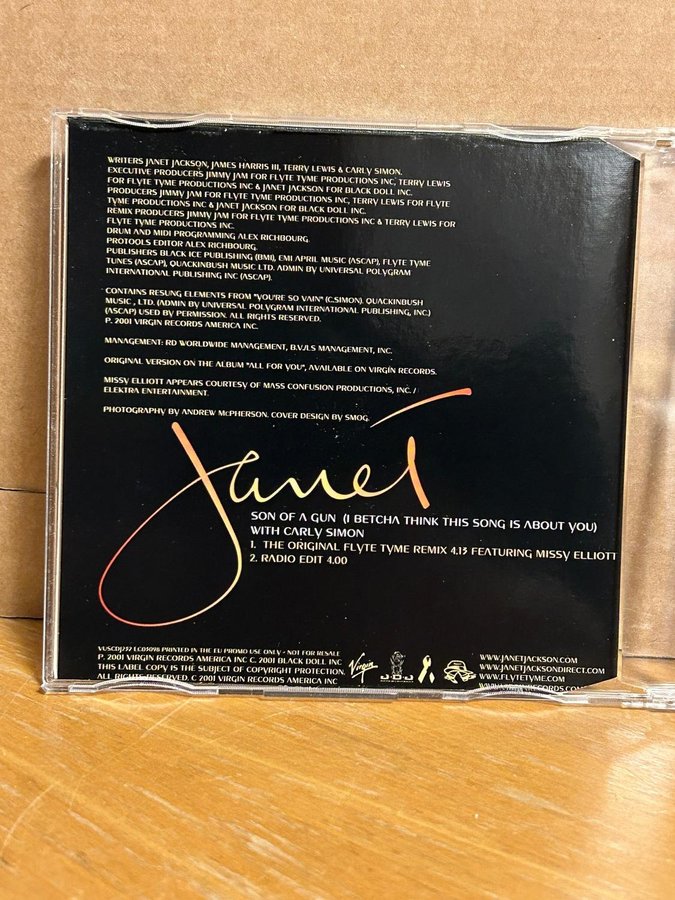 WRITERS JANET JACKSON, JAMES HARRIS III, TERRY LEWIS & CARLY SIMON.
EXECUTIVE PRODUCERS JIMMY JAM FOR FLYTE TYME PRODUCTIONS INC, TERRY LEWIS
FOR FLYTE TYME PRODUCTIONS INC & JANET JACKSON FOR BLACK DOLL INC.
PRODUCERS JIMMY JAM FOR FLYTE TYME PRODUCTIONS INC, TERRY LEWIS FOR FLYTE
TYME PRODUCTIONS INC & JANET JACKSON FOR BLACK DOLL INC.
REMIX PRODUCERS JIMMY JAM FOR FLYTE TYME PRODUCTIONS INC & TERRY LEWIS FOR
FLYTE TYME PRODUCTIONS INC.
DRUM AND MIDI PROGRAMMING ALEX RICHBOURG.
PROTOOLS EDITOR ALEX RICHBOURG.
PUBLISHERS BLACK ICE PUBLISHING (BMI), EMI APRIL MUSIC (ASCAP), FLYTE TYME
TUNES (ASCAP), QUACKINBUSH MUSIC LTD. ADMIN BY UNIVERSAL POLYGRAM
INTERNATIONAL PUBLISHING INC (ASCAP).
CONTAINS RESUNG ELEMENTS FROM "YOU'RE SO VAIN" (C.SIMON). QUACKINBUSH
MUSIC , LTD. (ADMIN BY UNIVERSAL POLYGRAM INTERNATIONAL PUBLISHING, INC.)
(ASCAP) USED BY PERMISSION. ALL RIGHTS RESERVED.
P. 2001 VIRGIN RECORDS AMERICA INC.
MANAGEMENT: RD WORLDWIDE MANAGEMENT, B.V./LS MANAGEMENT, INC.
ORIGINAL VERSION ON THE ALBUM "ALL FOR YOU", AVAILABLE ON VIRGIN RECORDS.
MISSY ELLIOTT APPEARS COURTESY OF MASS CONFUSION PRODUCTIONS, INC. /
ELEKTRA ENTERTAINMENT.
PHOTOGRAPHY BY ANDREW McPHERSON. COVER DESIGN BY SMOG.
Janet
SON OF A GUN (I BETCHA THINK THIS SONG IS ABOUT YOU)
WITH CARLY SIMON
1. THE ORIGINAL FLYTE TYME REMIX 4.13 FEATURING MISSY ELLIOTT
2. RADIO EDIT 4.00
VUSCDJ232 LC03098 PRINTED IN THE EU PROMO USE ONLY - NOT FOR RESALE
P. 2001 VIRGIN RECORDS AMERICA INC C. 2001 BLACK DOLL INC
THIS LABEL COPY IS THE SUBJECT OF COPYRIGHT PROTECTION.
ALL RIGHTS RESERVED. C 2001 VIRGIN RECORDS AMERICA INC
Virgin
JDJ
WWW.JANETJACKSON.COM
WWW.JANETJACKSONDIRECT.COM
WWW.FLYTETYME.COM
WWW.VIRGINRECORDS.COM